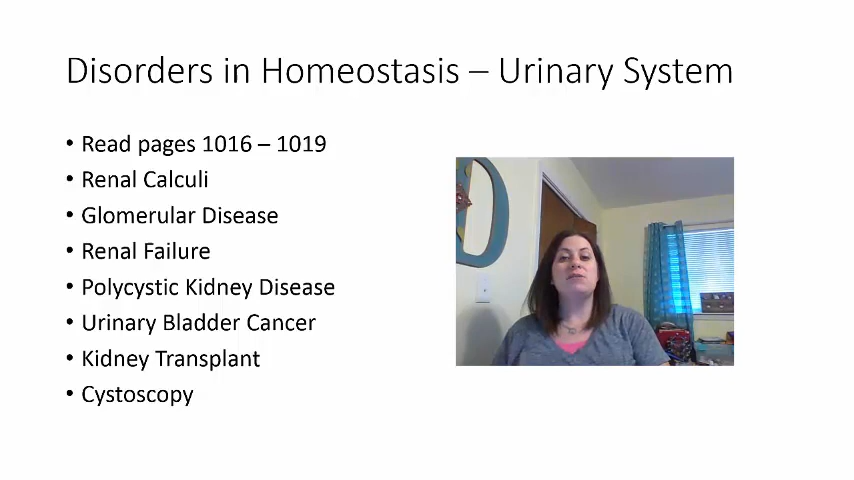 Disorders in Homeostasis – Urinary System
• Read pages 1016 – 1019
• Renal Calculi
• Glomerular Disease
• Renal Failure
• Polycystic Kidney Disease
• Urinary Bladder Cancer
• Kidney Transplant
• Cystoscopy